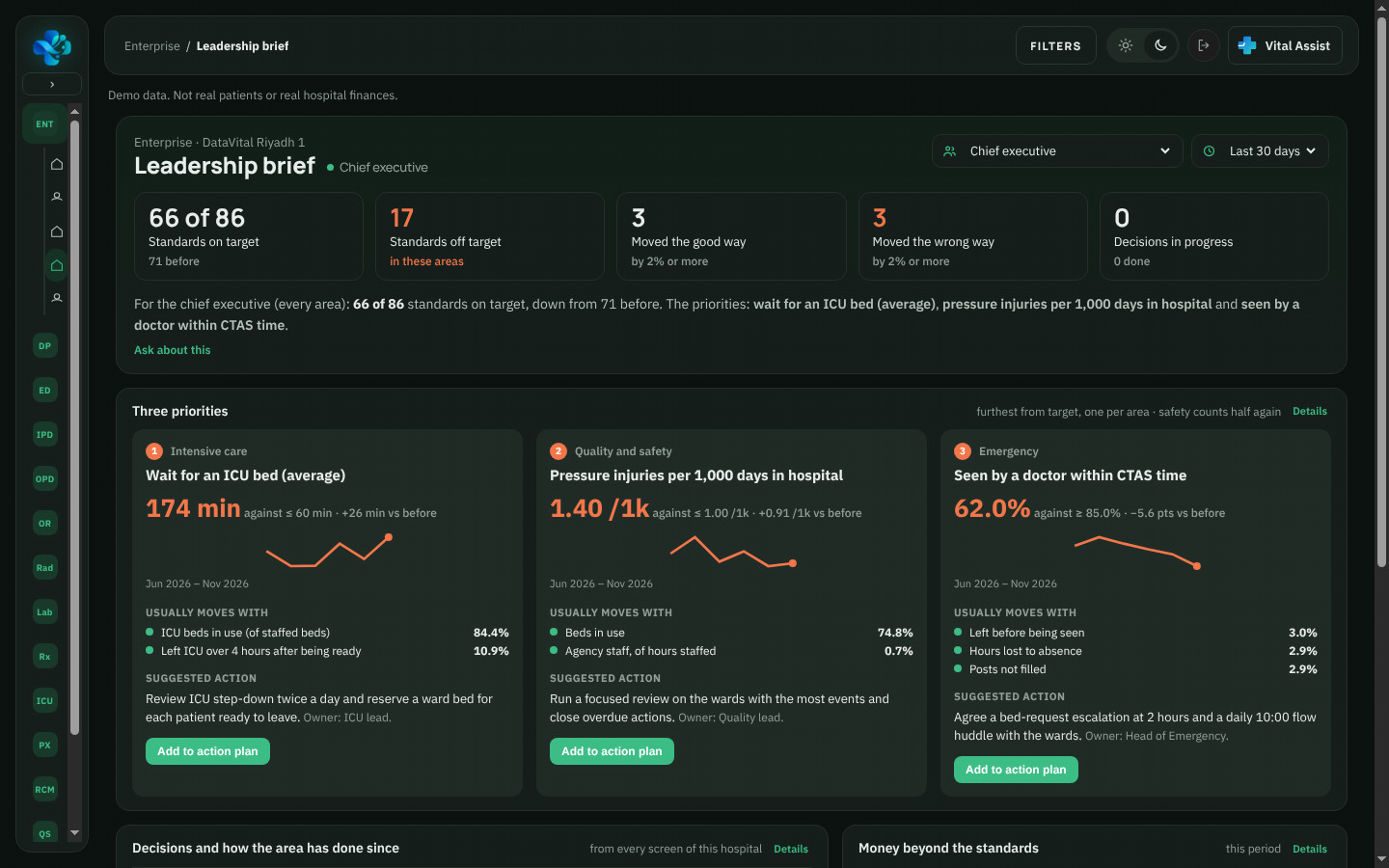 Enterprise / Leadership brief
FILTERS
Vital Assist
ENT
DP
ED
IPD
OPD
OR
Rad
Lab
Rx
ICU
PX
RCM
QS
Demo data. Not real patients or real hospital finances.
Enterprise · DataVital Riyadh 1
Leadership brief
Chief executive
Chief executive
Last 30 days
66 of 86
Standards on target
71 before
17
Standards off target
in these areas
3
Moved the good way
by 2% or more
3
Moved the wrong way
by 2% or more
0
Decisions in progress
0 done
For the chief executive (every area): 66 of 86 standards on target, down from 71 before. The priorities: wait for an ICU bed (average), pressure injuries per 1,000 days in hospital and seen by a
doctor within CTAS time.
Ask about this
Three priorities
furthest from target, one per area · safety counts half again
Details
1 Intensive care
Wait for an ICU bed (average)
174 min against ≤ 60 min · +26 min vs before
Jun 2026 – Nov 2026
USUALLY MOVES WITH
ICU beds in use (of staffed beds) 84.4%
Left ICU over 4 hours after being ready 10.9%
SUGGESTED ACTION
Review ICU step-down twice a day and reserve a ward bed for
each patient ready to leave. Owner: ICU lead.
Add to action plan
2 Quality and safety
Pressure injuries per 1,000 days in hospital
1.40 /1k against ≤ 1.00 /1k · +0.91 /1k vs before
Jun 2026 – Nov 2026
USUALLY MOVES WITH
Beds in use 74.8%
Agency staff, of hours staffed 0.7%
SUGGESTED ACTION
Run a focused review on the wards with the most events and
close overdue actions. Owner: Quality lead.
Add to action plan
3 Emergency
Seen by a doctor within CTAS time
62.0% against ≥ 85.0% · −5.6 pts vs before
Jun 2026 – Nov 2026
USUALLY MOVES WITH
Left before being seen 3.0%
Hours lost to absence 2.9%
Posts not filled 2.9%
SUGGESTED ACTION
Agree a bed-request escalation at 2 hours and a daily 10:00 flow
huddle with the wards. Owner: Head of Emergency.
Add to action plan
Decisions and how the area has done since
from every screen of this hospital
Details
Money beyond the standards
this period
Details